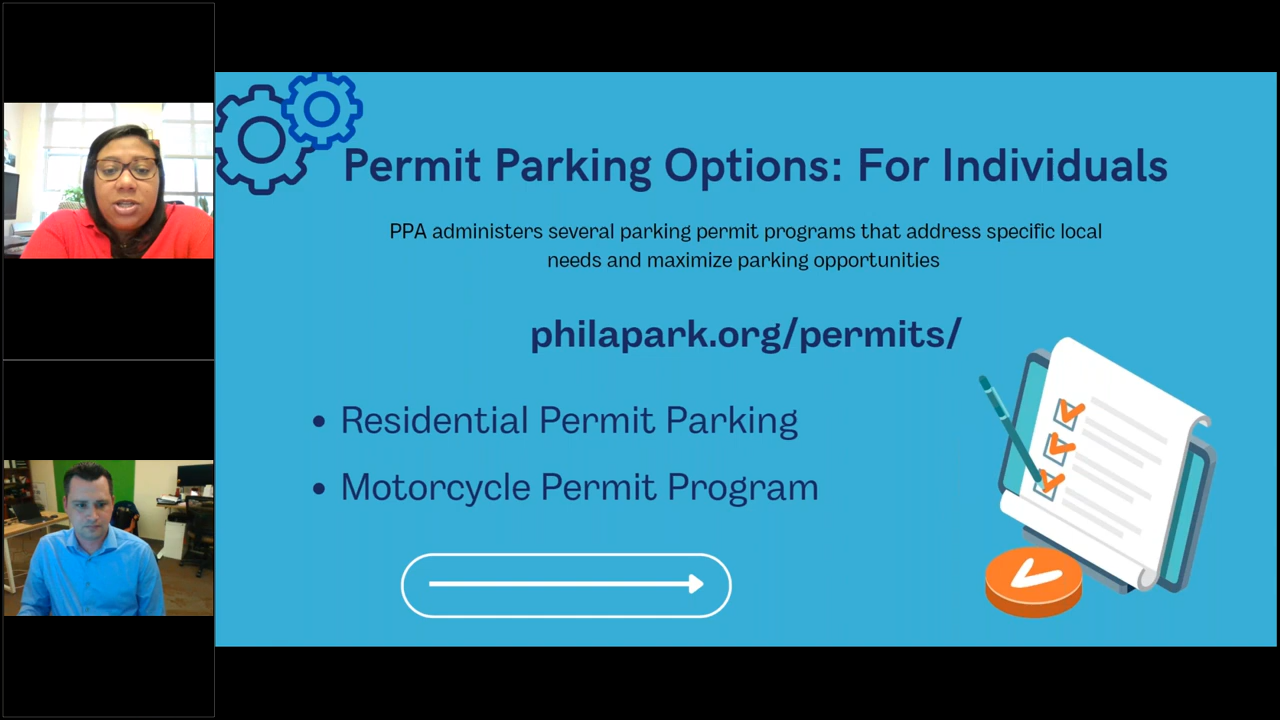 Permit Parking Options: For Individuals
PPA administers several parking permit programs that address specific local
needs and maximize parking opportunities
philapark.org/permits/
• Residential Permit Parking
• Motorcycle Permit Program